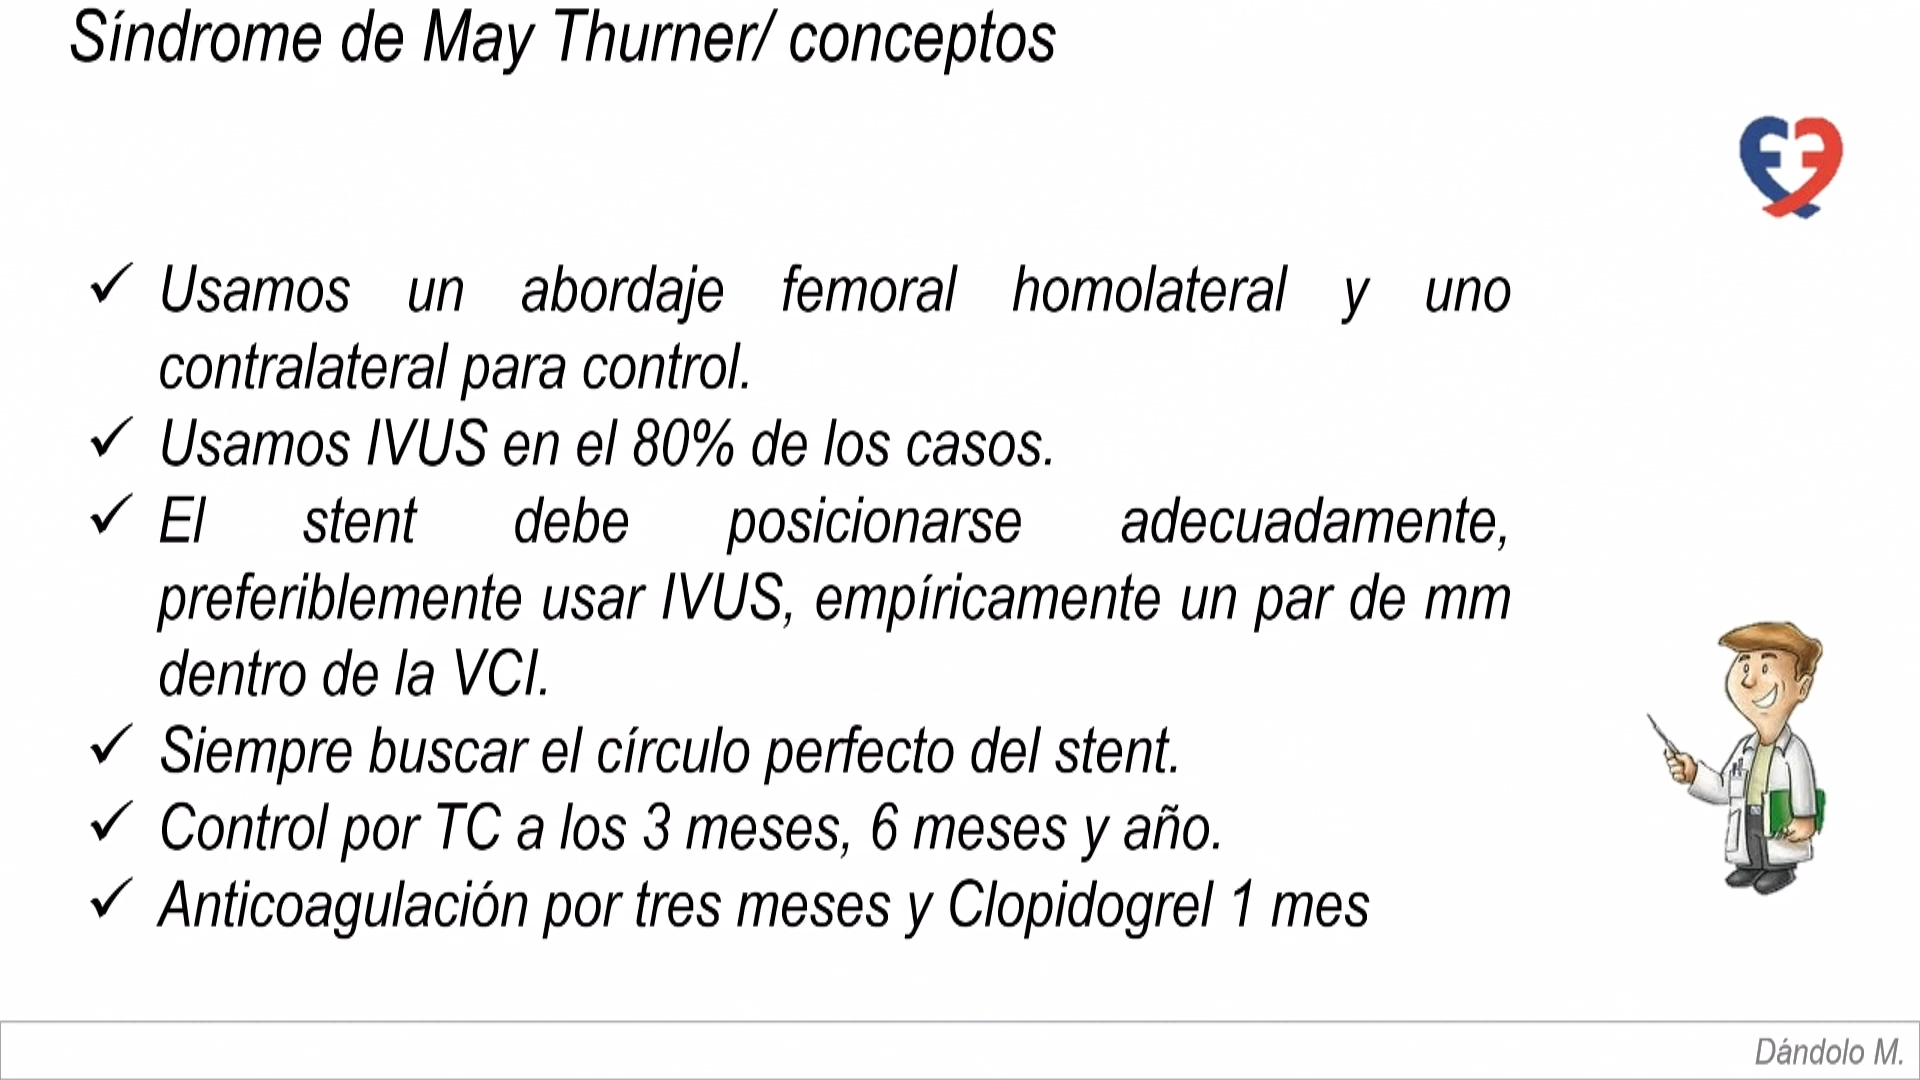 Síndrome de May Thurner/ conceptos
✓ Usamos un abordaje femoral homolateral y uno
contralateral para control.
✓ Usamos IVUS en el 80% de los casos.
✓ El stent debe posicionarse adecuadamente,
preferiblemente usar IVUS, empíricamente un par de mm
dentro de la VCI.
✓ Siempre buscar el círculo perfecto del stent.
✓ Control por TC a los 3 meses, 6 meses y año.
✓ Anticoagulación por tres meses y Clopidogrel 1 mes
Dándolo M.